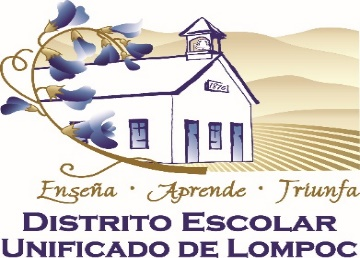 1876
Enseña · Aprende · Triunfa
DISTRITO ESCOLAR
UNIFICADO DE LOMPOC